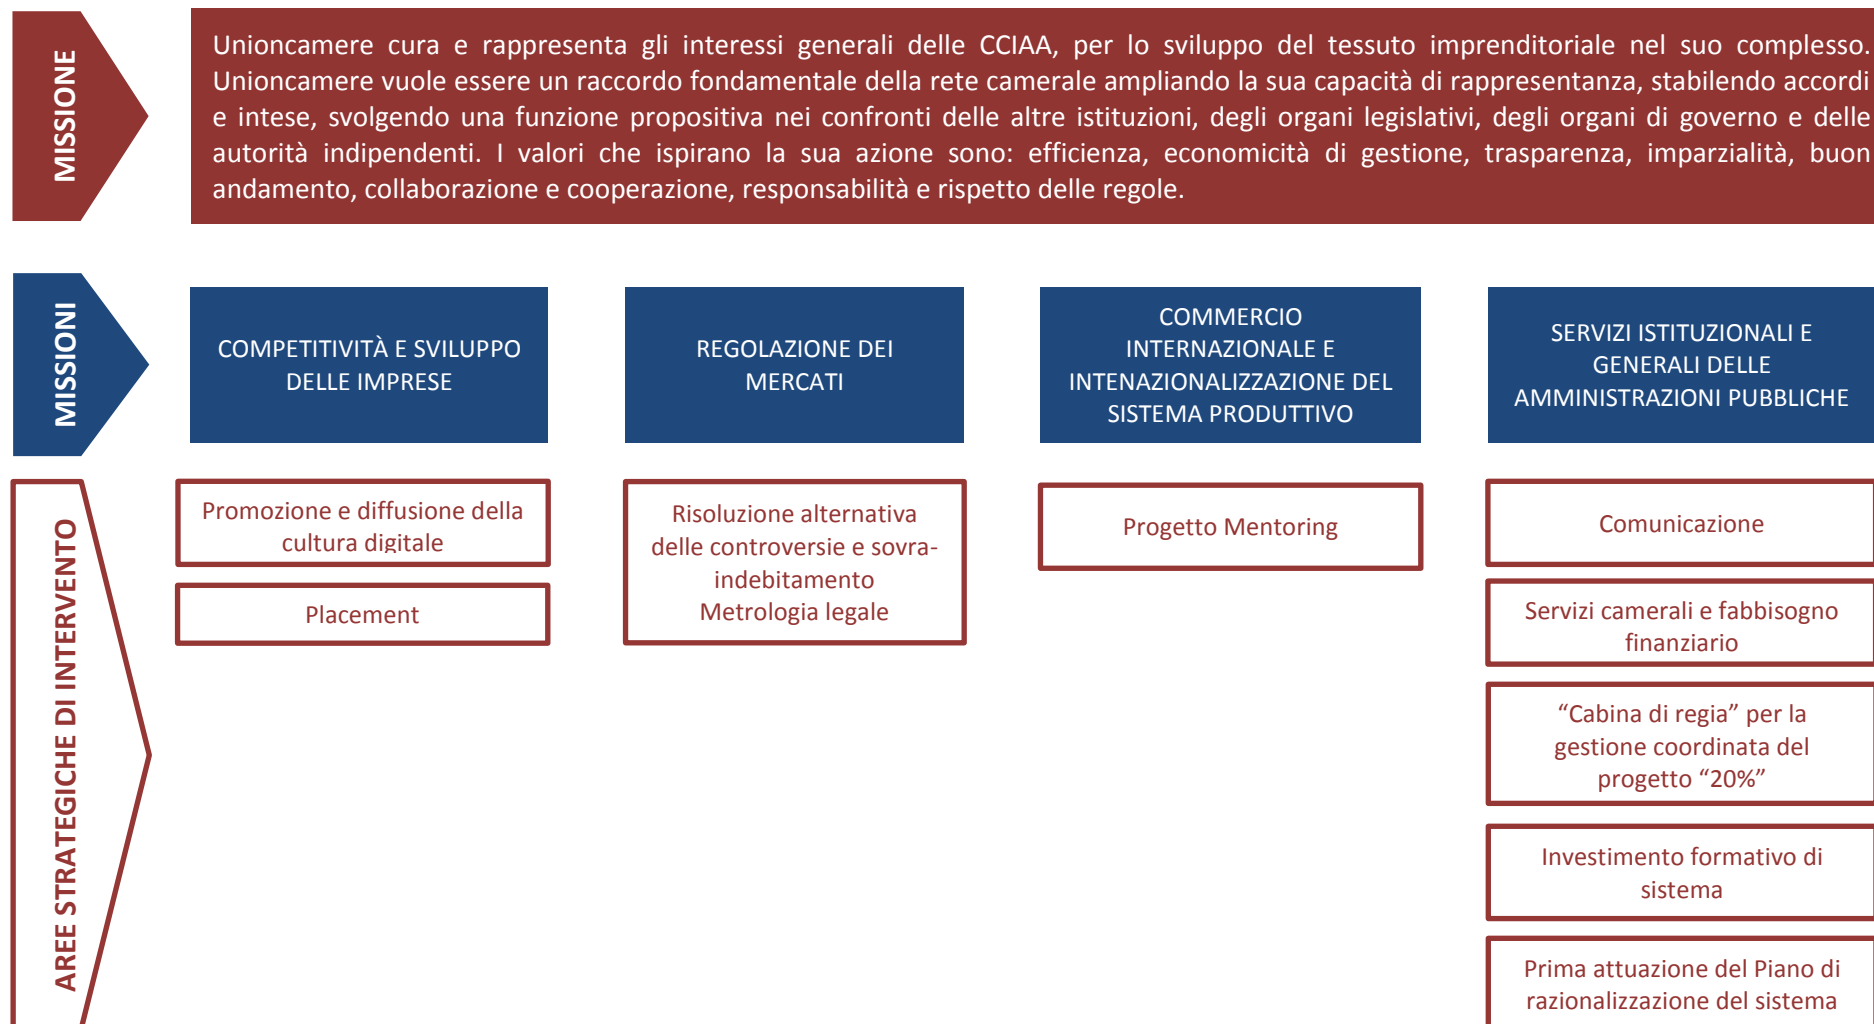 MISSIONE
Unioncamere cura e rappresenta gli interessi generali delle CCIAA, per lo sviluppo del tessuto imprenditoriale nel suo complesso.
Unioncamere vuole essere un raccordo fondamentale della rete camerale ampliando la sua capacità di rappresentanza, stabilendo accordi
e intese, svolgendo una funzione propositiva nei confronti delle altre istituzioni, degli organi legislativi, degli organi di governo e delle
autorità indipendenti. I valori che ispirano la sua azione sono: efficienza, economicità di gestione, trasparenza, imparzialità, buon
andamento, collaborazione e cooperazione, responsabilità e rispetto delle regole.
MISSIONI
COMPETITIVITÀ E SVILUPPO
DELLE IMPRESE
REGOLAZIONE DEI
MERCATI
COMMERCIO
INTERNAZIONALE E
INTENAZIONALIZZAZIONE DEL
SISTEMA PRODUTTIVO
SERVIZI ISTITUZIONALI E
GENERALI DELLE
AMMINISTRAZIONI PUBBLICHE
AREE STRATEGICHE DI INTERVENTO
Promozione e diffusione della
cultura digitale
Placement
Risoluzione alternativa
delle controversie e sovra-
indebitamento
Metrologia legale
Progetto Mentoring
Comunicazione
Servizi camerali e fabbisogno
finanziario
“Cabina di regia” per la
gestione coordinata del
progetto “20%”
Investimento formativo di
sistema
Prima attuazione del Piano di
razionalizzazione del sistema